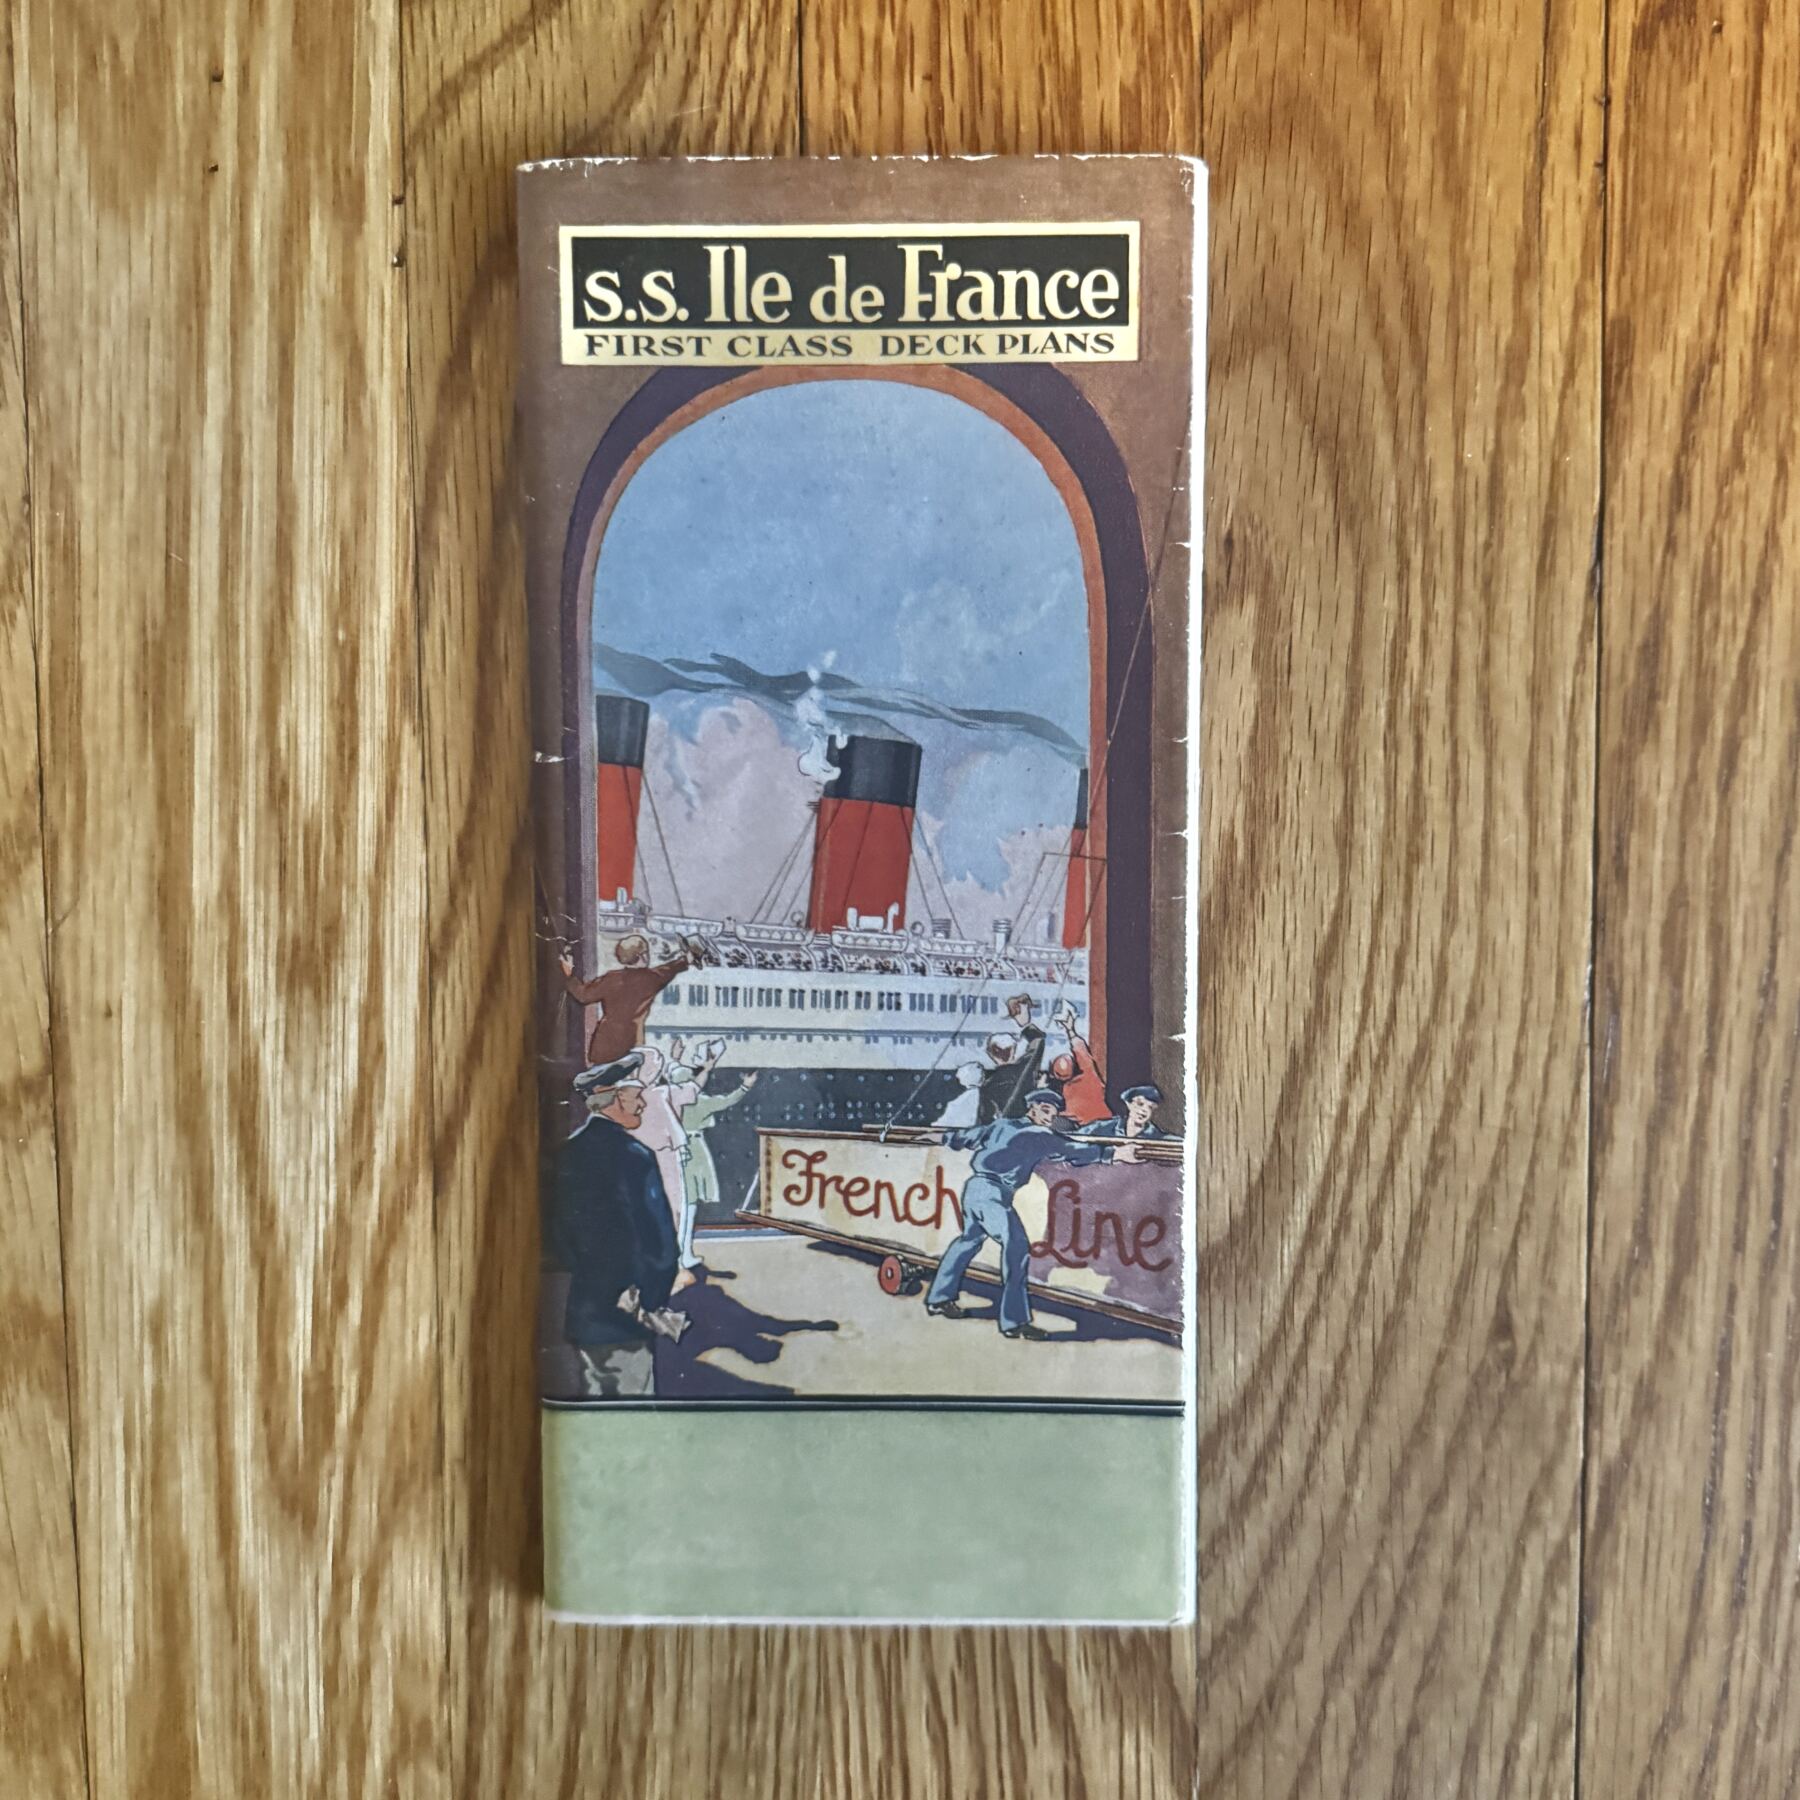 s.s. Ile de France
FIRST CLASS DECK PLANS
French Line